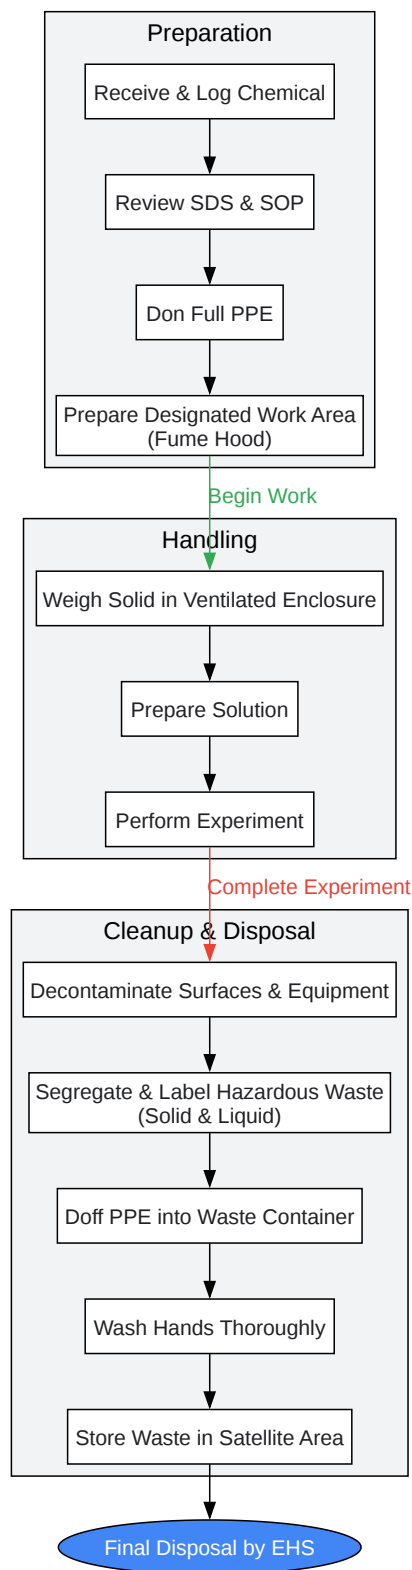 Preparation
Receive & Log Chemical
Review SDS & SOP
Don Full PPE
Prepare Designated Work Area
(Fume Hood)
Begin Work
Handling
Weigh Solid in Ventilated Enclosure
Prepare Solution
Perform Experiment
Complete Experiment
Cleanup & Disposal
Decontaminate Surfaces & Equipment
Segregate & Label Hazardous Waste
(Solid & Liquid)
Doff PPE into Waste Container
Wash Hands Thoroughly
Store Waste in Satellite Area
Final Disposal by EHS